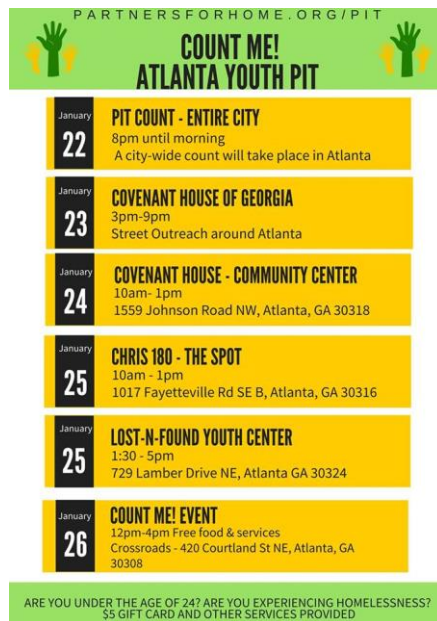 PARTNERSFORHOME.ORG/PIT
COUNT ME!
ATLANTA YOUTH PIT
January
22
PIT COUNT - ENTIRE CITY
8pm until morning
A city-wide count will take place in Atlanta
January
23
COVENANT HOUSE OF GEORGIA
3pm-9pm
Street Outreach around Atlanta
January
24
COVENANT HOUSE - COMMUNITY CENTER
10am- 1pm
1559 Johnson Road NW, Atlanta, GA 30318
January
25
CHRIS 180 - THE SPOT
10am - 1pm
1017 Fayetteville Rd SE B, Atlanta, GA 30316
January
25
LOST-N-FOUND YOUTH CENTER
1:30 - 5pm
729 Lamber Drive NE, Atlanta GA 30324
January
26
COUNT ME! EVENT
12pm-4pm Free food & services
Crossroads - 420 Courtland St NE, Atlanta, GA
30308
ARE YOU UNDER THE AGE OF 24? ARE YOU EXPERIENCING HOMELESSNESS?
$5 GIFT CARD AND OTHER SERVICES PROVIDED